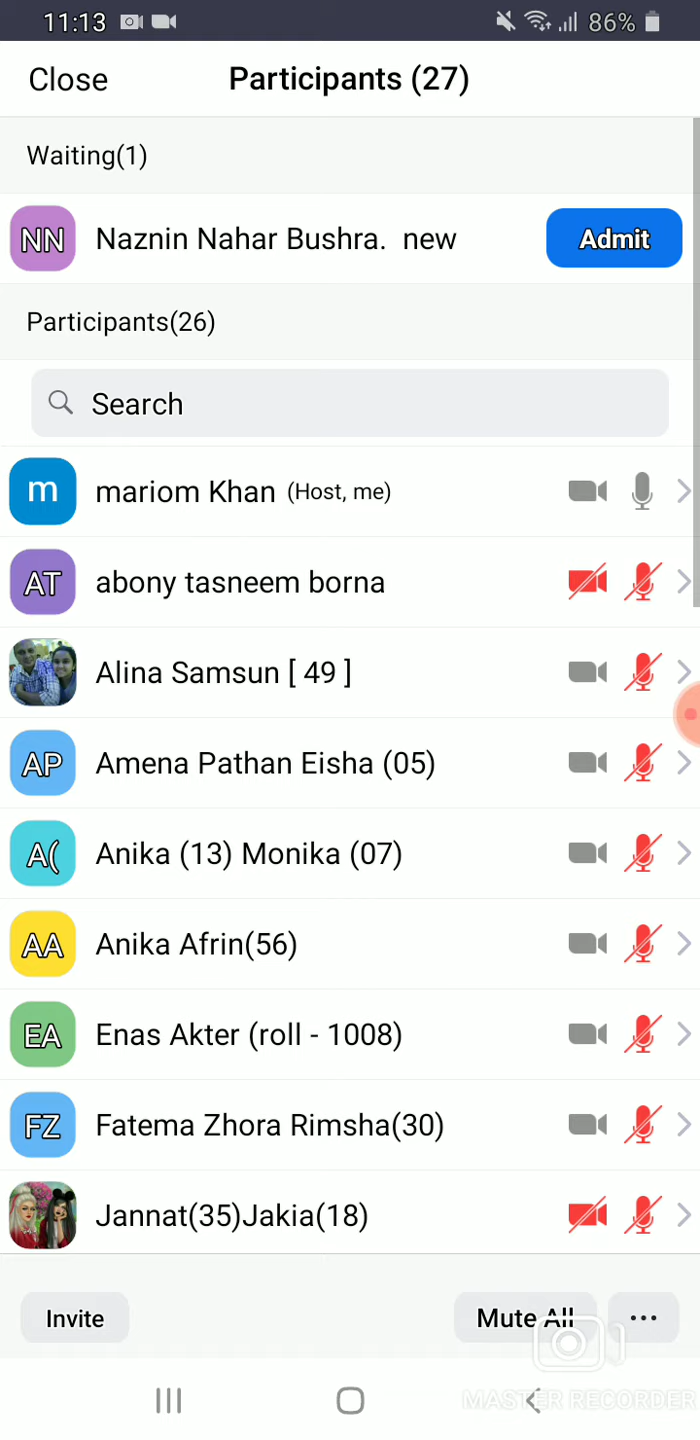 11:13 86%
Close Participants (27)
Waiting(1)
NN Naznin Nahar Bushra. new Admit
Participants(26)
Search
m mariom Khan (Host, me)
AT abony tasneem borna
Alina Samsun [ 49 ]
AP Amena Pathan Eisha (05)
A( Anika (13) Monika (07)
AA Anika Afrin(56)
EA Enas Akter (roll - 1008)
FZ Fatema Zhora Rimsha(30)
Jannat(35)Jakia(18)
Invite Mute All ...
MASTER RECORDER